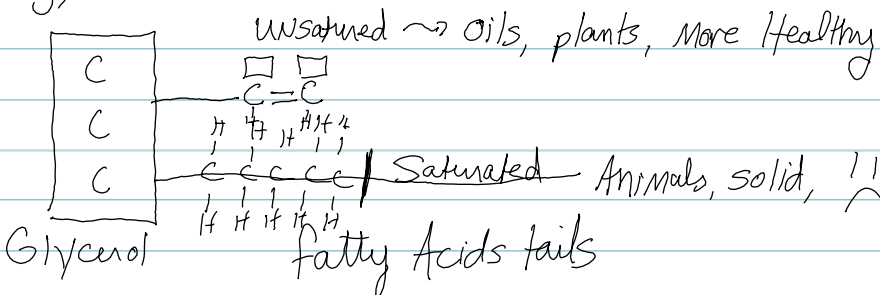 unsatured ~> Oils, plants, More Healthy
C
C = C
C
H H H H H H
C
C C C C C Saturated Animals, solid,
H H H H H
Glycerol
fatty Acids tails